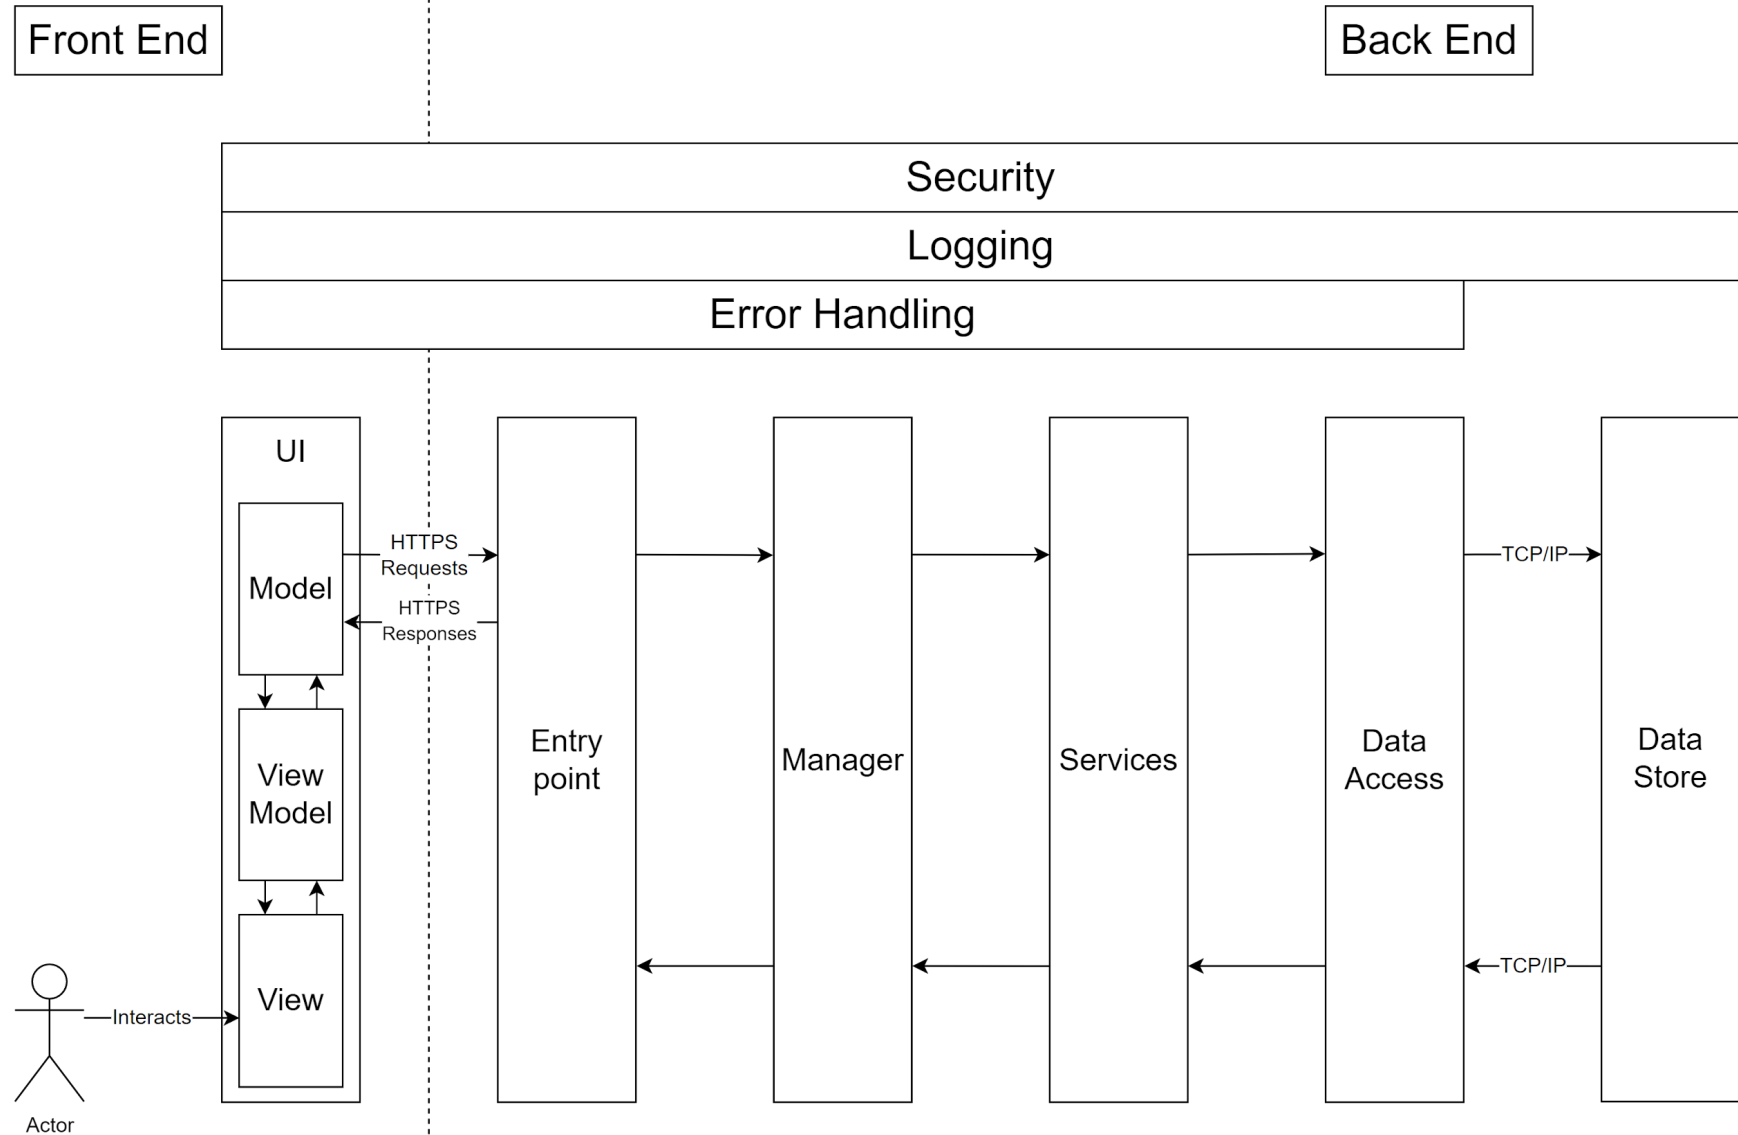 Front End
Back End
Security
Logging
Error Handling
UI
Model
HTTPS
Requests
HTTPS
Responses
TCP/IP
View
Model
Entry
point
Manager
Services
Data
Access
Data
Store
View
TCP/IP
Interacts
Actor